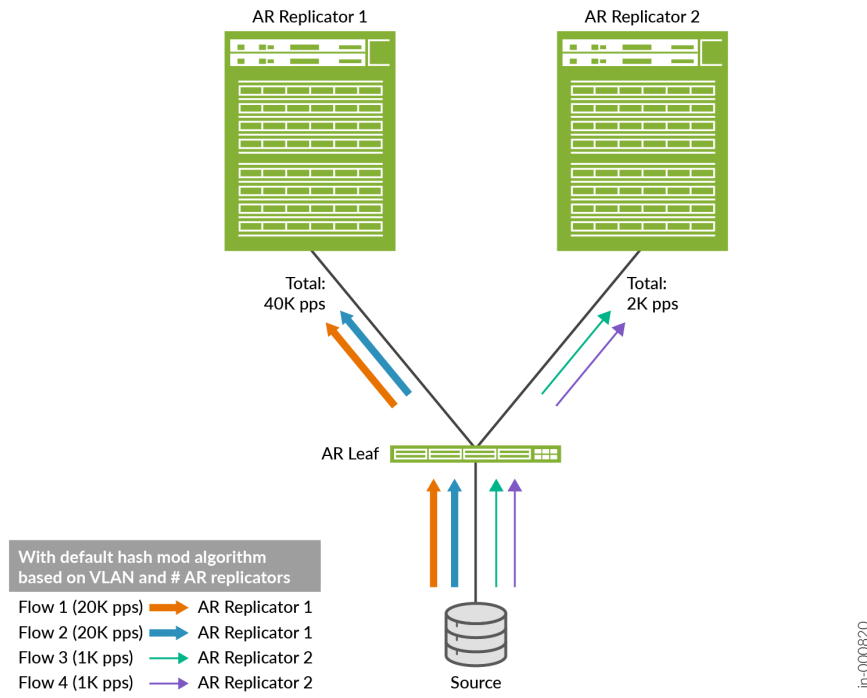 AR Replicator 1
AR Replicator 2
Total:
40K pps
Total:
2K pps
AR Leaf
With default hash mod algorithm
based on VLAN and # AR replicators
Flow 1 (20K pps) AR Replicator 1
Flow 2 (20K pps) AR Replicator 1
Flow 3 (1K pps) AR Replicator 2
Flow 4 (1K pps) AR Replicator 2
Source
jn-000820